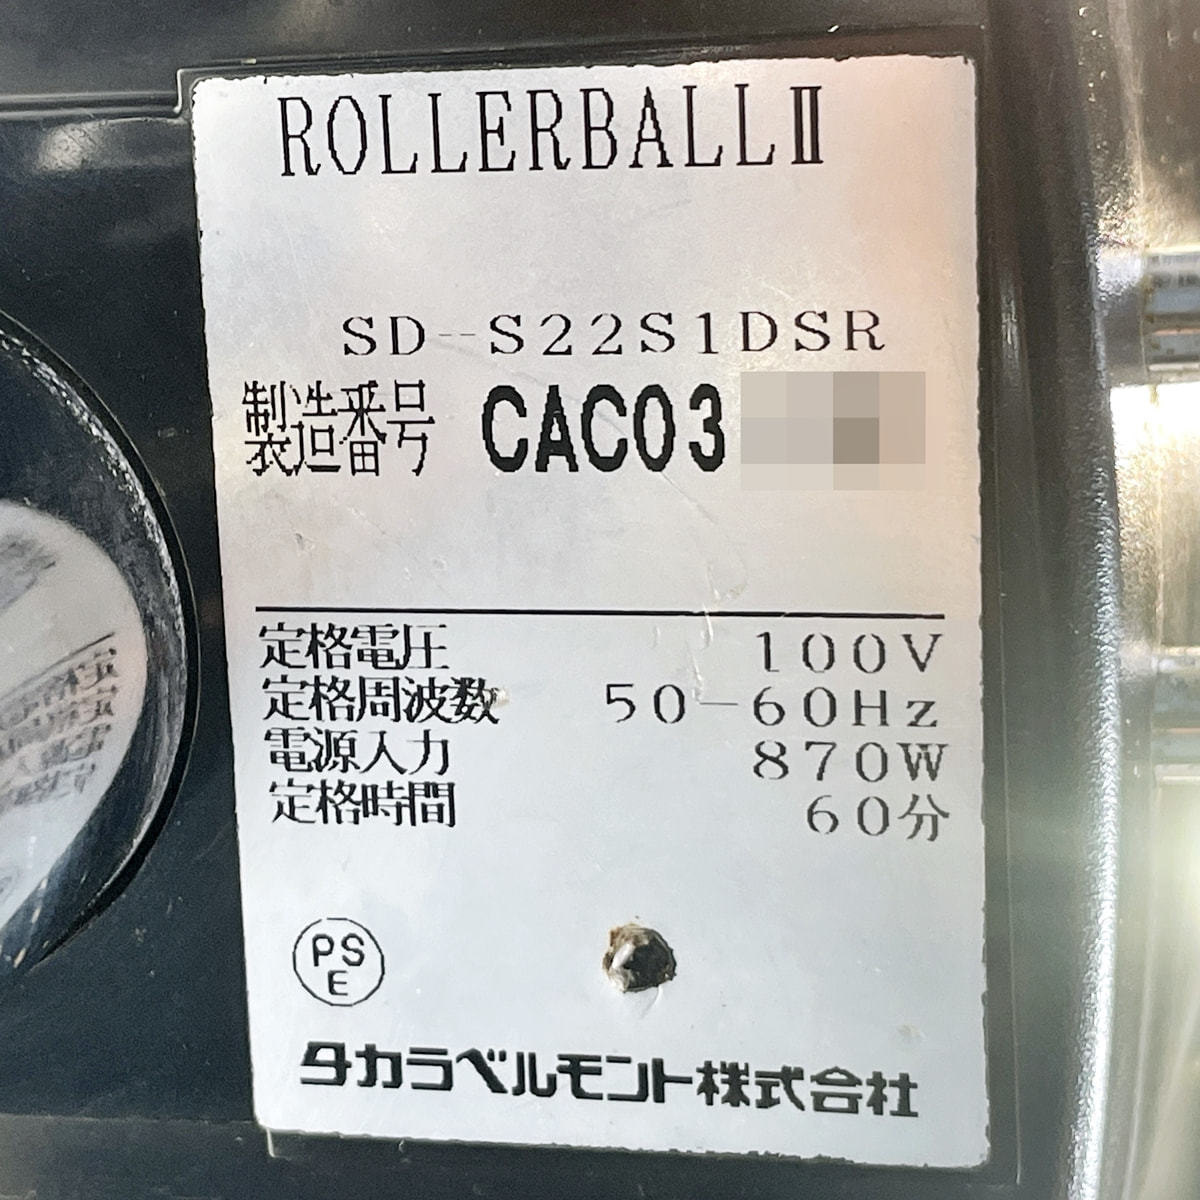 ROLLERBALLⅡ
SD-S22S1DSR
製造番号 CAC03
定格電圧 100V
定格周波数 50-60Hz
電源入力 870W
定格時間 60分
PS
E
タカラベルモント株式会社